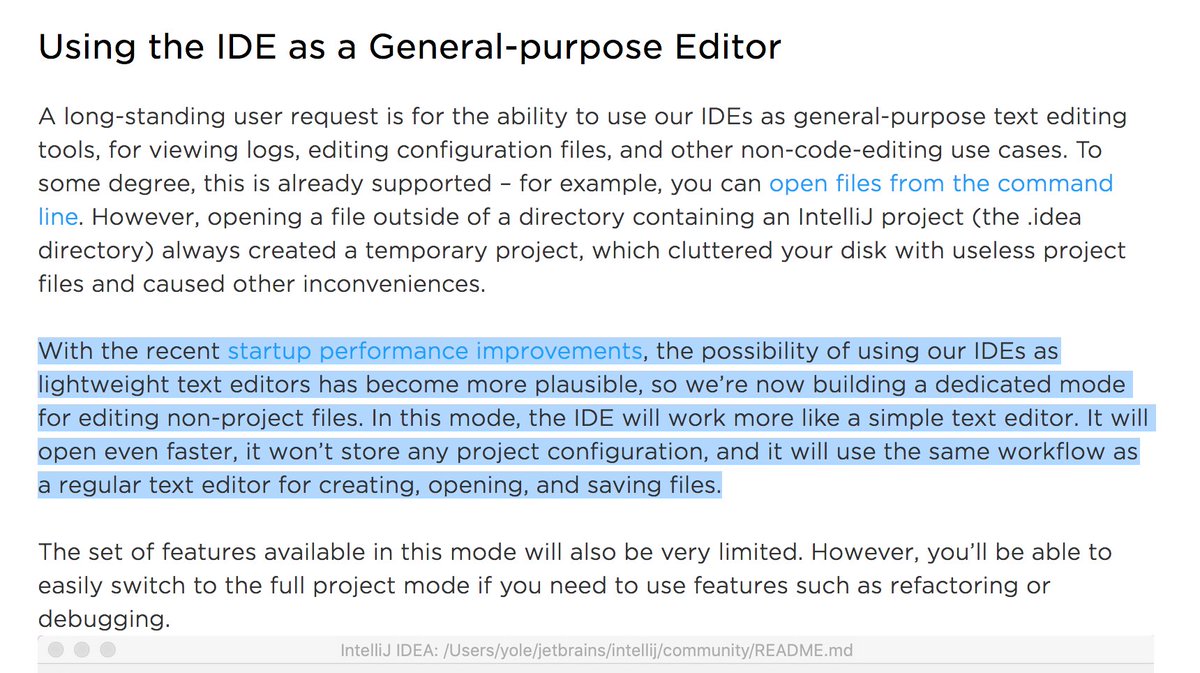 Using the IDE as a General-purpose Editor
A long-standing user request is for the ability to use our IDEs as general-purpose text editing
tools, for viewing logs, editing configuration files, and other non-code-editing use cases. To
some degree, this is already supported – for example, you can open files from the command
line. However, opening a file outside of a directory containing an IntelliJ project (the .idea
directory) always created a temporary project, which cluttered your disk with useless project
files and caused other inconveniences.
With the recent startup performance improvements, the possibility of using our IDEs as
lightweight text editors has become more plausible, so we’re now building a dedicated mode
for editing non-project files. In this mode, the IDE will work more like a simple text editor. It will
open even faster, it won’t store any project configuration, and it will use the same workflow as
a regular text editor for creating, opening, and saving files.
The set of features available in this mode will also be very limited. However, you’ll be able to
easily switch to the full project mode if you need to use features such as refactoring or
debugging.
IntelliJ IDEA: /Users/yole/jetbrains/intellij/community/README.md